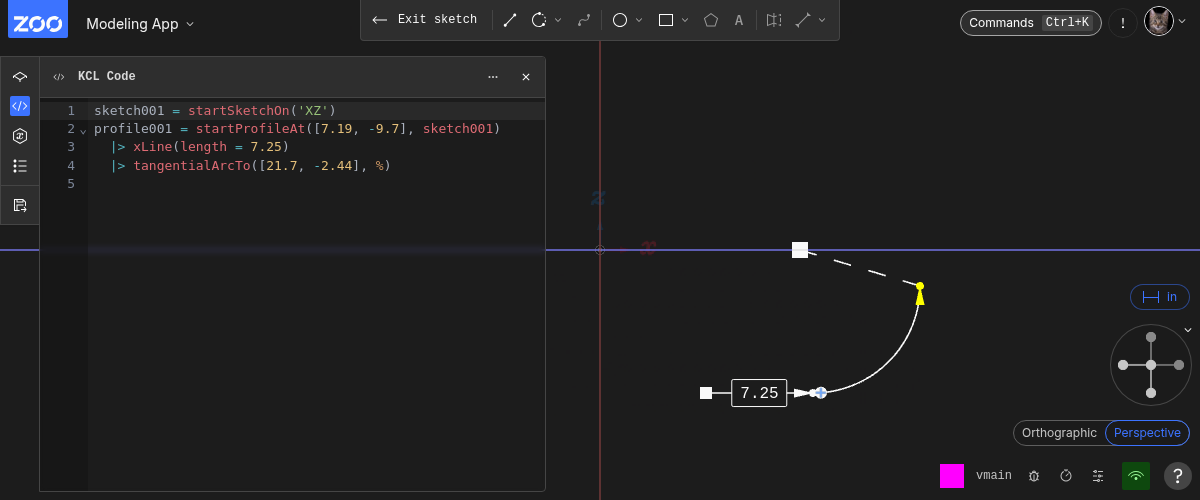 ZOO
Modeling App
Exit sketch
A
Commands Ctrl+K
!
KCL Code
1 sketch001 = startSketchOn('XZ')
2 profile001 = startProfileAt([7.19, -9.7], sketch001)
3 |> xLine(length = 7.25)
4 |> tangentialArcTo([21.7, -2.44], %)
5
z
x
7.25
in
Orthographic Perspective
vmain
?